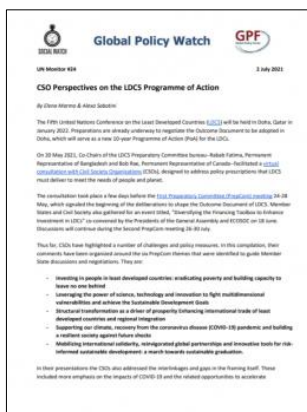 SOCIAL WATCH
Global Policy Watch
GPF
UN Monitor #24
2 July 2021
CSO Perspectives on the LDC5 Programme of Action
By Elena Marmo & Alexa Sabatini
The Fifth United Nations Conference on the Least Developed Countries (LDC5) will be held in Doha, Qatar in
January 2022. Preparations are already underway to negotiate the Outcome Document to be adopted in
Doha, which will serve as a new 10-year Programme of Action (PoA) for the LDCs.
On 20 May 2021, Co-Chairs of the LDC5 Preparatory Committee bureau–Rabab Fatima, Permanent
Representative of Bangladesh and Bob Rae, Permanent Representative of Canada–facilitated a virtual
consultation with Civil Society Organisations (CSOs), designed to address policy prescriptions that LDC5
must deliver to meet the needs of people and planet.
The consultation took place a few days before the First Preparatory Committee (PrepCom) meeting 24-28
May, which signaled the beginning of the deliberations to shape the Outcome Document of LDC5. Member
States and Civil Society also gathered for an event titled, "Diversifying the Financing Toolbox to Enhance
Investment in LDCs" co-convened by the Presidents of the General Assembly and ECOSOC on 18 June.
Discussions will continue during the Second PrepCom meeting 26-30 July.
Thus far, CSOs have highlighted a number of challenges and policy measures. In this compilation, their
comments have been organized around the six PrepCom themes that were identified to guide Member
State discussions and negotiations. They are:
- Investing in people in least developed countries: eradicating poverty and building capacity to
leave no one behind
- Leveraging the power of science, technology and innovation to fight multidimensional
vulnerabilities and achieve the Sustainable Development Goals
- Structural transformation as a driver of prosperity Enhancing international trade of least
developed countries and regional integration
- Supporting our climate, recovery from the coronavirus disease (COVID-19) pandemic and building
a resilient society against future shocks
- Mobilizing international solidarity, reinvigorated global partnerships and innovative tools for risk-
informed sustainable development: a march towards sustainable graduation.
In their presentations the CSOs also addressed the interlinkages and gaps in the framing itself. These
included more emphasis on the impacts of COVID-19 and the related opportunities to accelerate